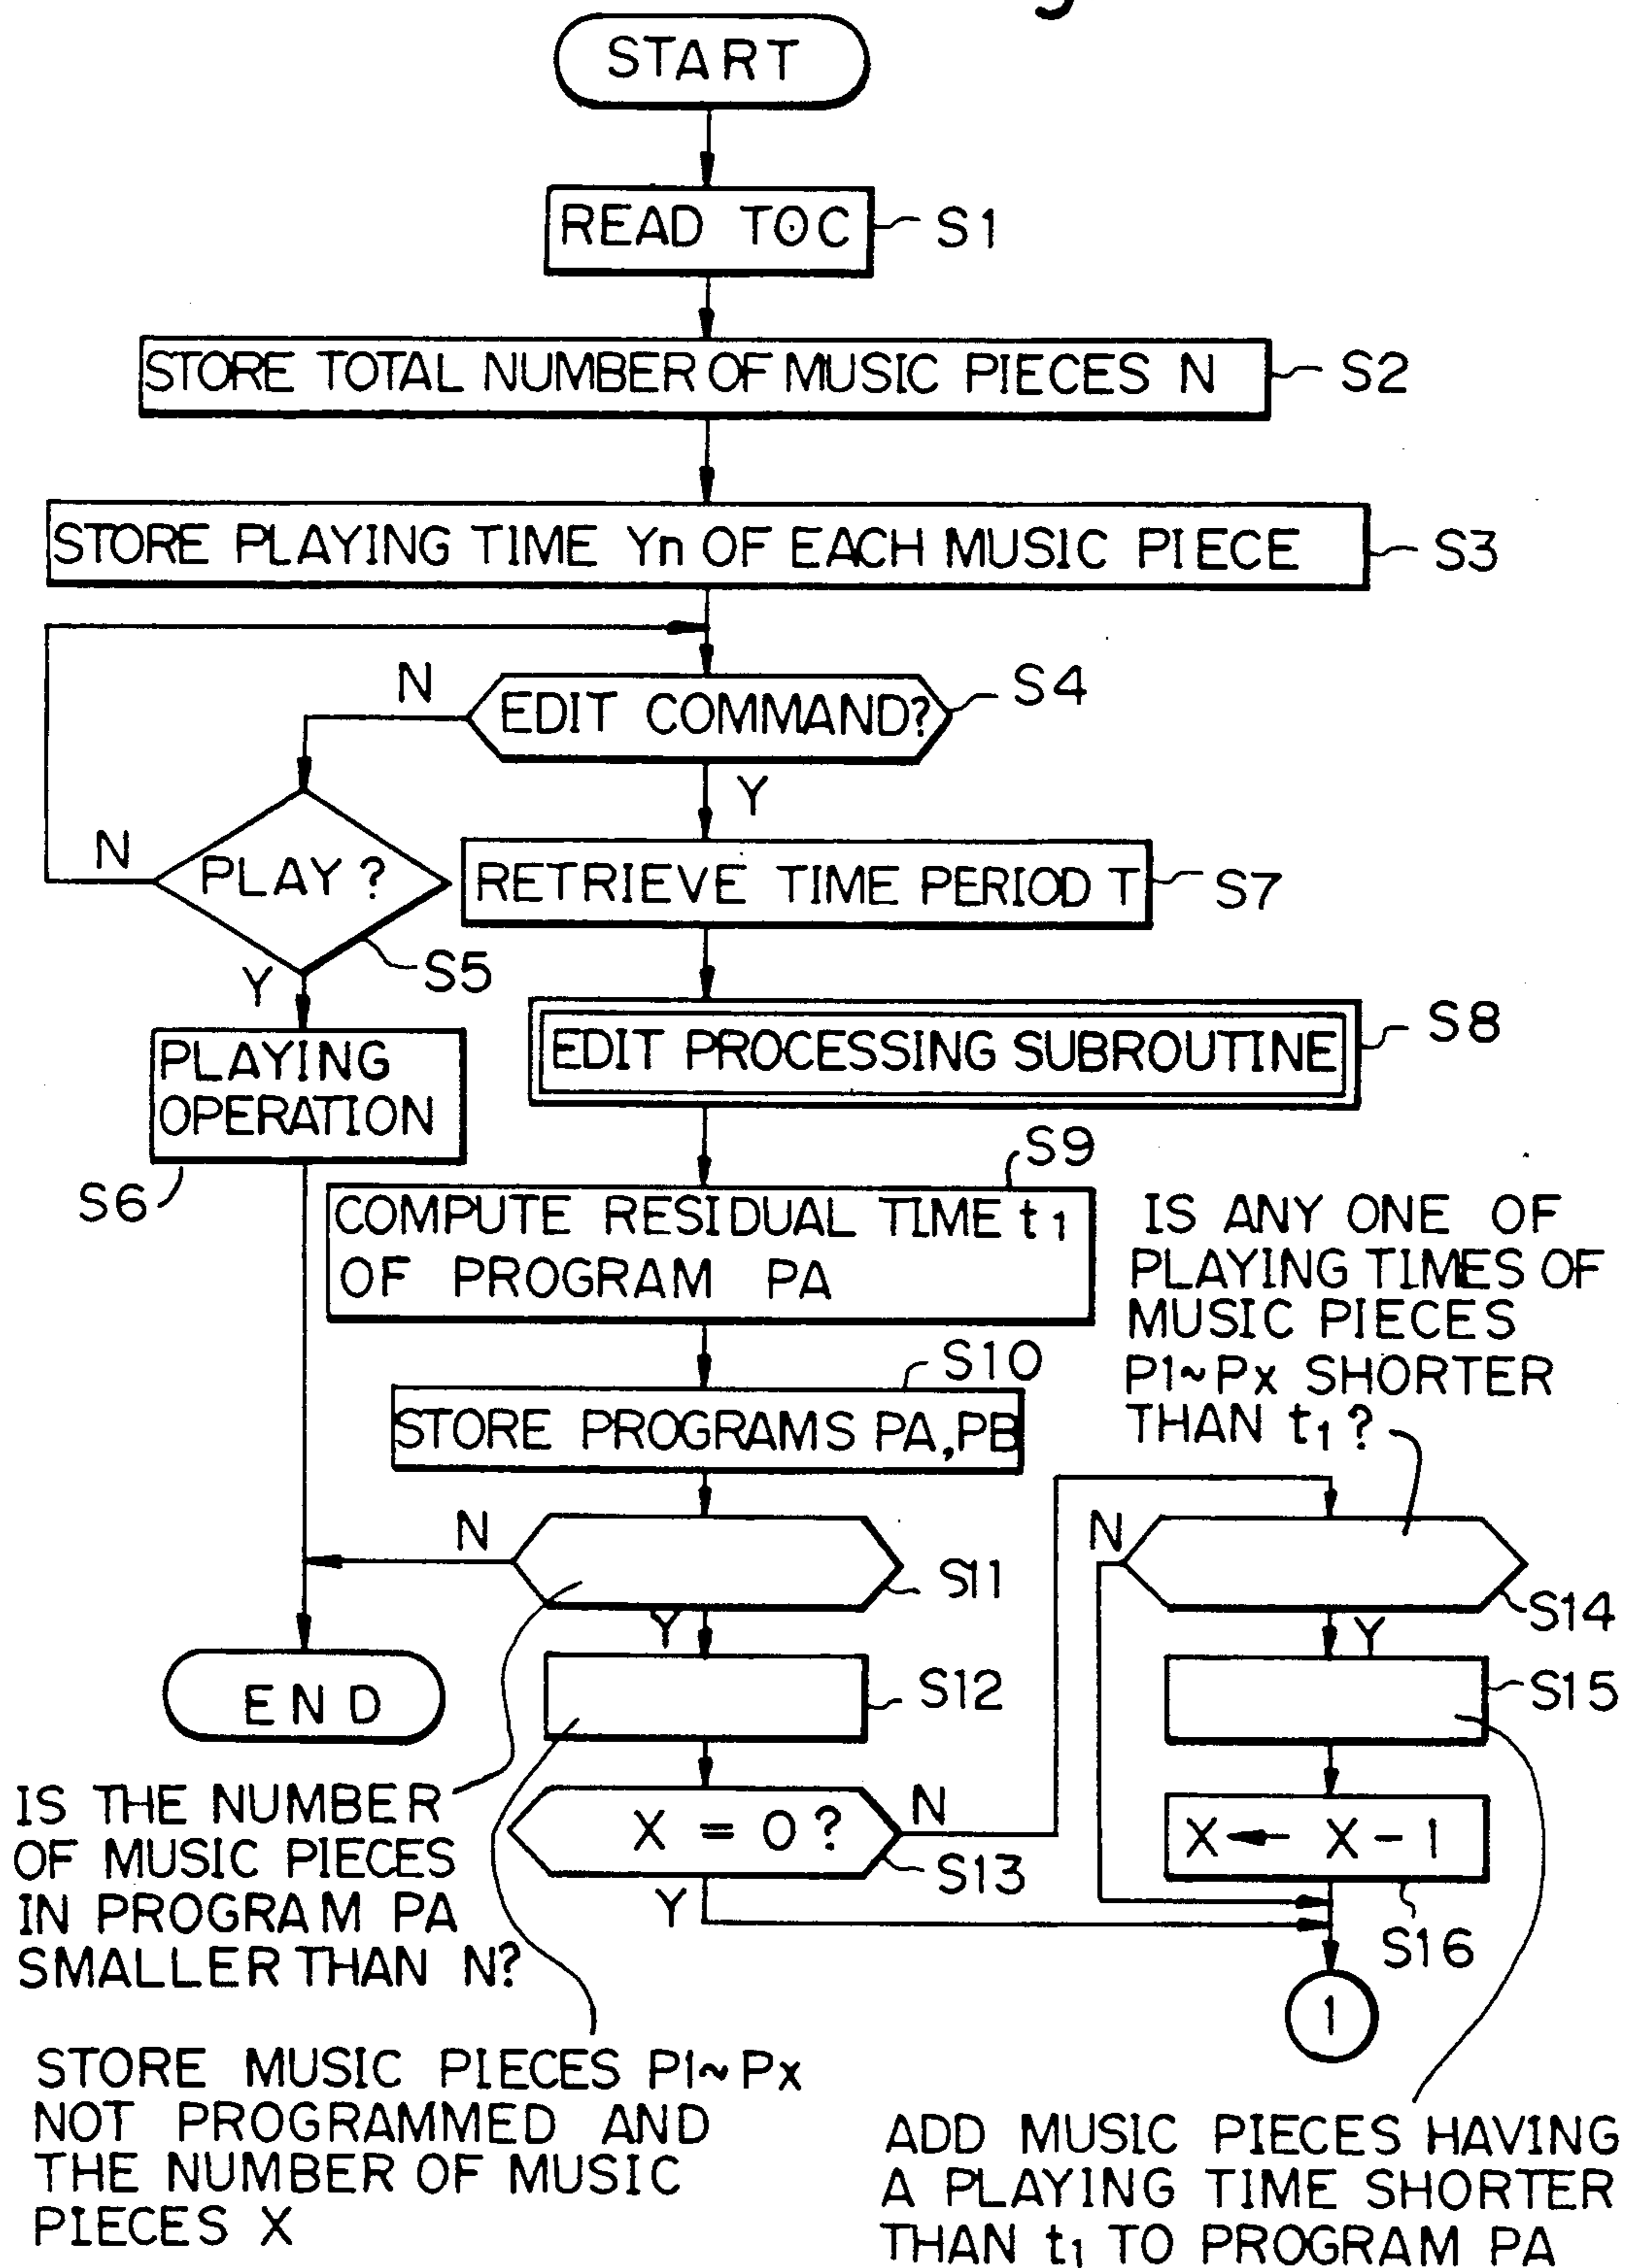 START
READ TOC
S1
STORE TOTAL NUMBER OF MUSIC PIECES N
S2
STORE PLAYING TIME Yn OF EACH MUSIC PIECE
S3
EDIT COMMAND?
S4
N
Y
PLAY?
N
S5
Y
RETRIEVE TIME PERIOD T
S7
EDIT PROCESSING SUBROUTINE
S8
PLAYING
OPERATION
S6
COMPUTE RESIDUAL TIME t1
OF PROGRAM PA
S9
IS ANY ONE OF
PLAYING TIMES OF
MUSIC PIECES
P1~Px SHORTER
THAN t1?
STORE PROGRAMS PA,PB
S10
N
S11
Y
N
S14
Y
END
S12
S15
IS THE NUMBER
OF MUSIC PIECES
IN PROGRAM PA
SMALLER THAN N?
X = 0?
N
S13
Y
X ← X - 1
S16
1
STORE MUSIC PIECES P1~Px
NOT PROGRAMMED AND
THE NUMBER OF MUSIC
PIECES X
ADD MUSIC PIECES HAVING
A PLAYING TIME SHORTER
THAN t1 TO PROGRAM PA